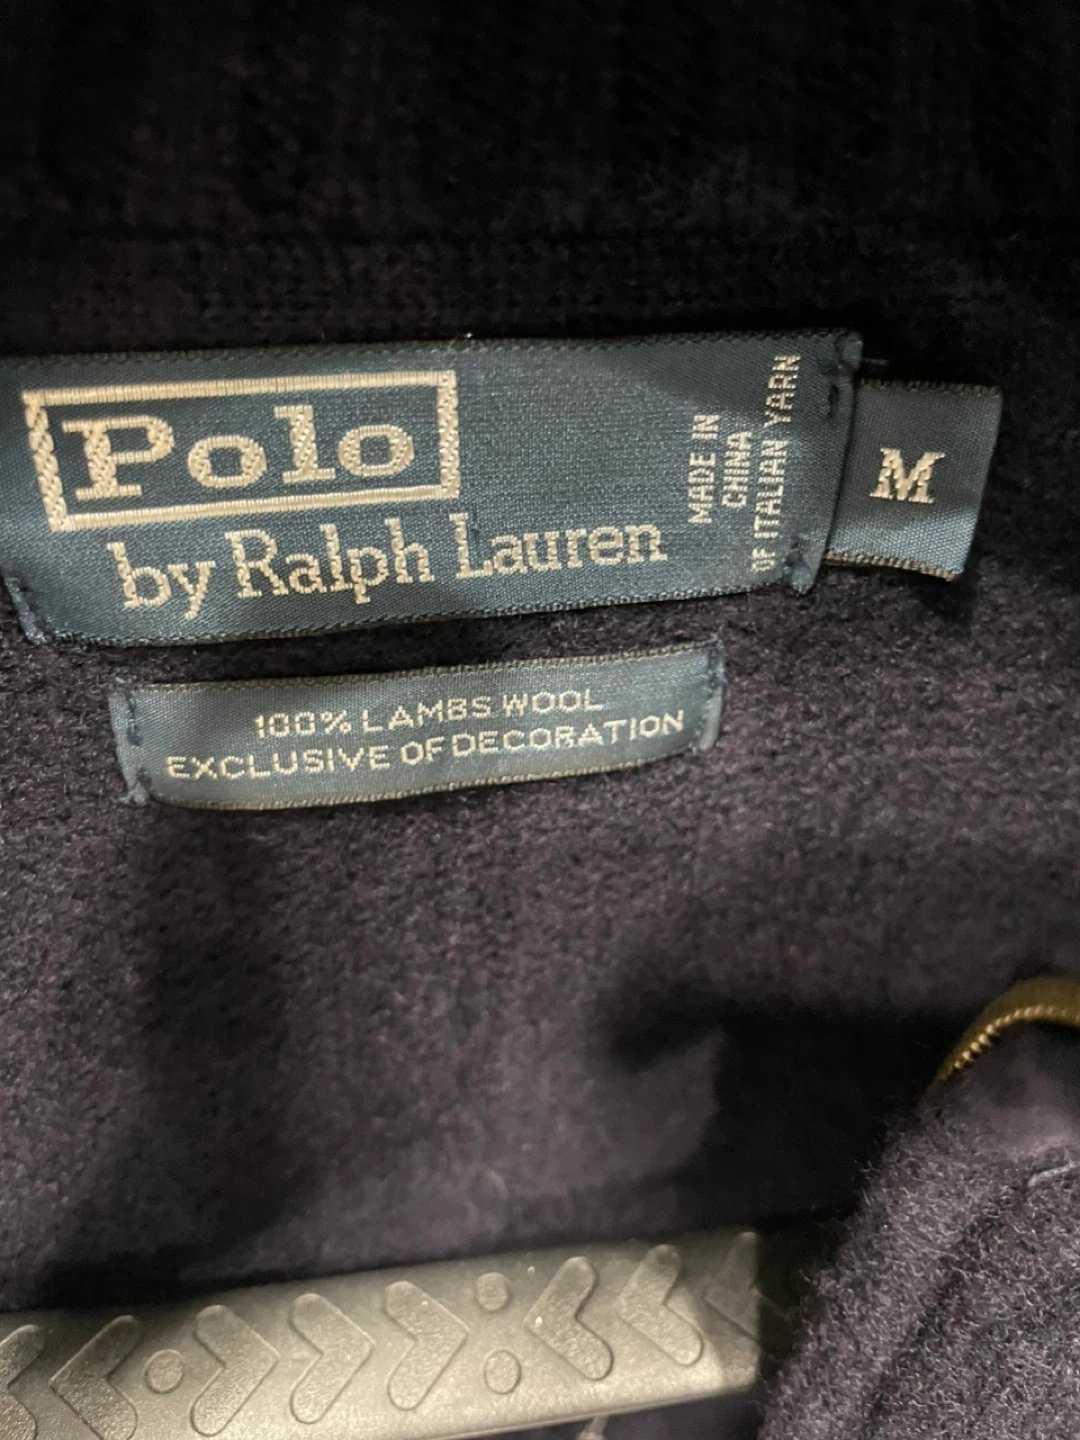 Polo
by Ralph Lauren
MADE IN
CHINA
OF ITALIAN YARN
M
100% LAMBS WOOL
EXCLUSIVE OF DECORATION